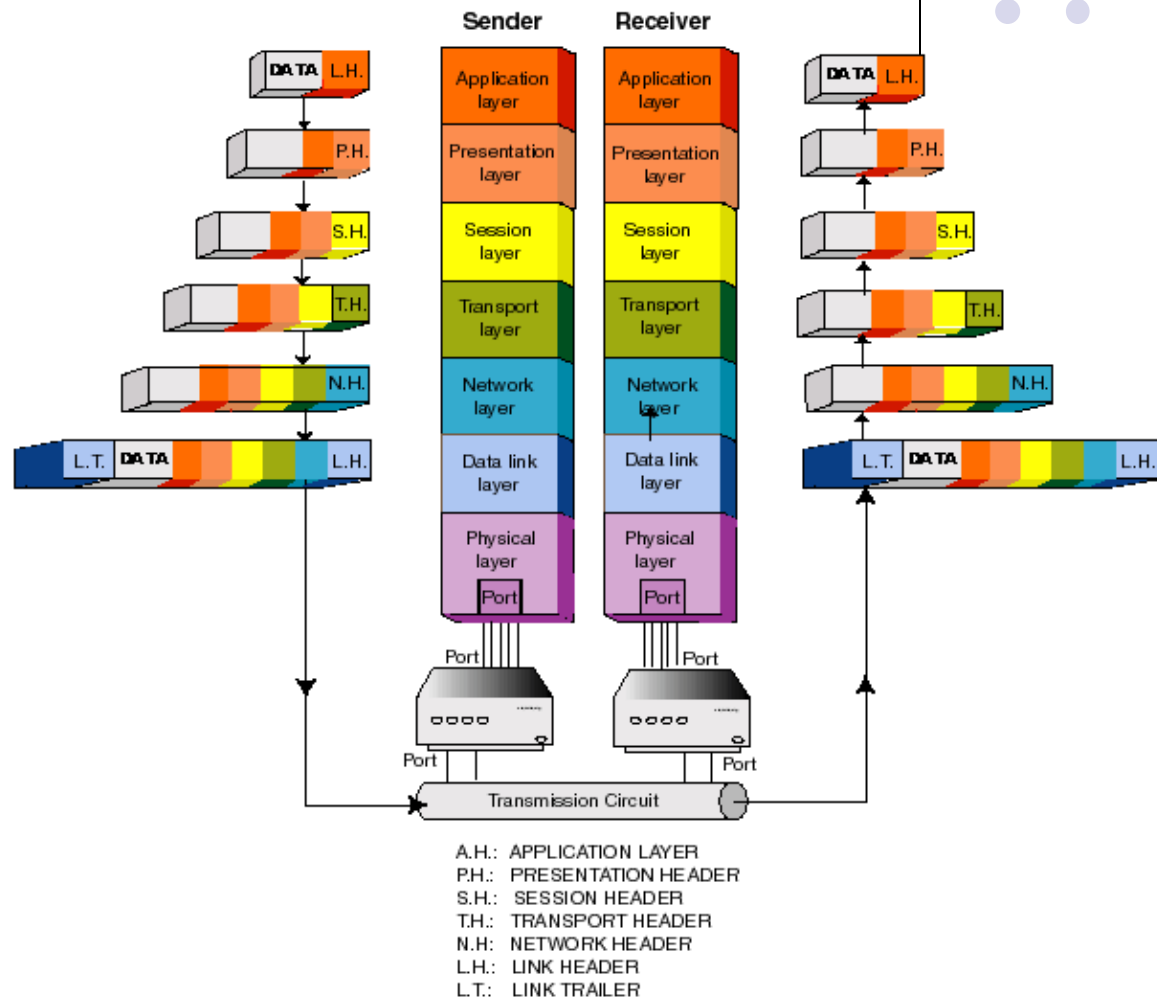 Sender
Receiver
DATA L.H.
P.H.
S.H.
T.H.
N.H.
L.T. DATA L.H.
Application
layer
Presentation
layer
Session
layer
Transport
layer
Network
layer
Data link
layer
Physical
layer
Port
Port
Port
Application
layer
Presentation
layer
Session
layer
Transport
layer
Network
layer
Data link
layer
Physical
layer
Port
Port
Port
DATA L.H.
P.H.
S.H.
T.H.
N.H.
L.T. DATA L.H.
Transmission Circuit
A.H.: APPLICATION LAYER
P.H.: PRESENTATION HEADER
S.H.: SESSION HEADER
T.H.: TRANSPORT HEADER
N.H: NETWORK HEADER
L.H.: LINK HEADER
L.T.: LINK TRAILER